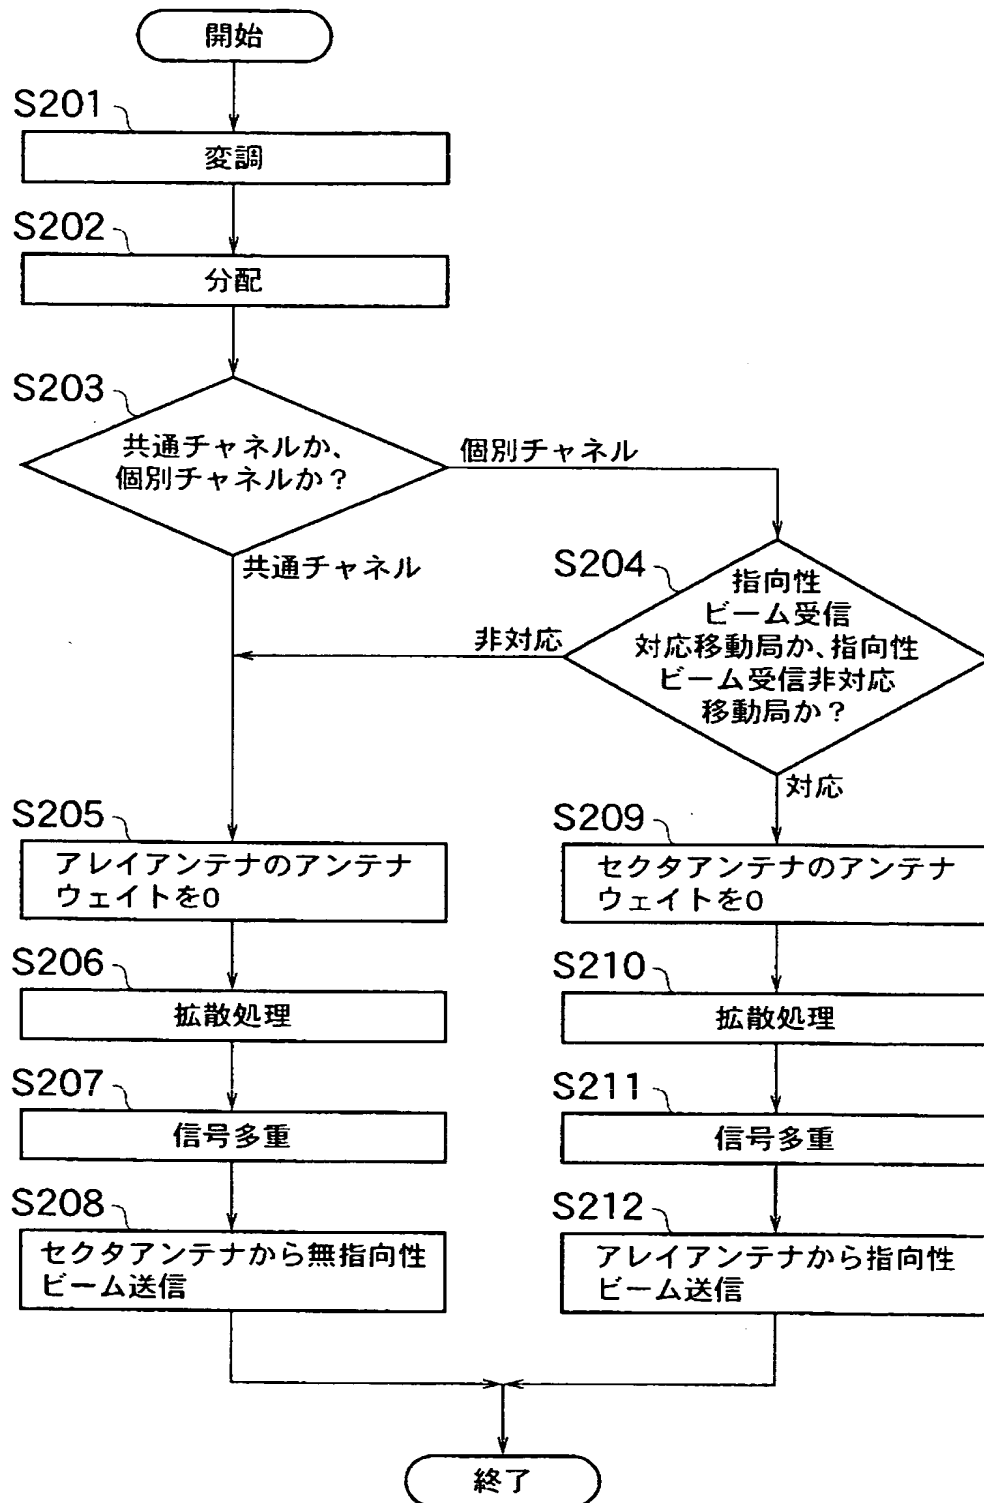 開始
S201
変調
S202
分配
S203
共通チャネルか、
個別チャネルか？
個別チャネル
共通チャネル
S204
指向性
ビーム受信
対応移動局か、指向性
ビーム受信非対応
移動局か？
非対応
対応
S205
アレイアンテナのアンテナ
ウェイトを0
S206
拡散処理
S207
信号多重
S208
セクタアンテナから無指向性
ビーム送信
S209
セクタアンテナのアンテナ
ウェイトを0
S210
拡散処理
S211
信号多重
S212
アレイアンテナから指向性
ビーム送信
終了